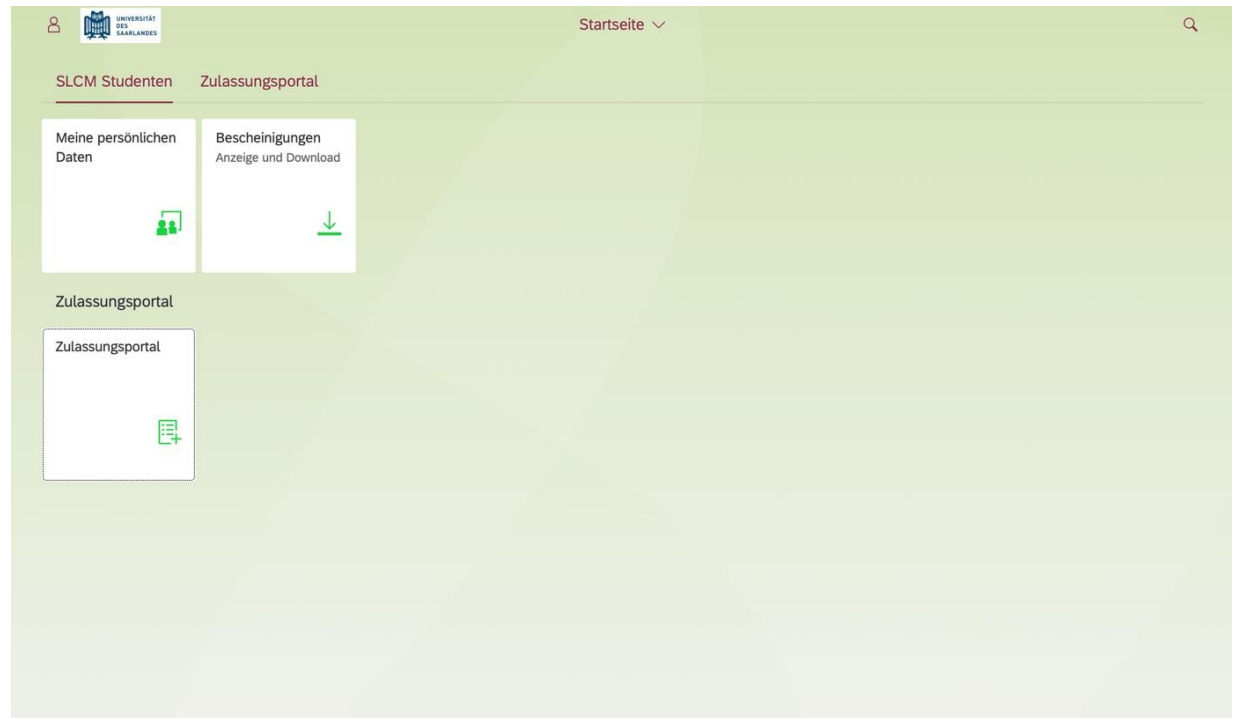 UNIVERSITÄT
DES
SAARLANDES
Startseite
SLCM Studenten
Zulassungsportal
Meine persönlichen
Daten
Bescheinigungen
Anzeige und Download
Zulassungsportal
Zulassungsportal